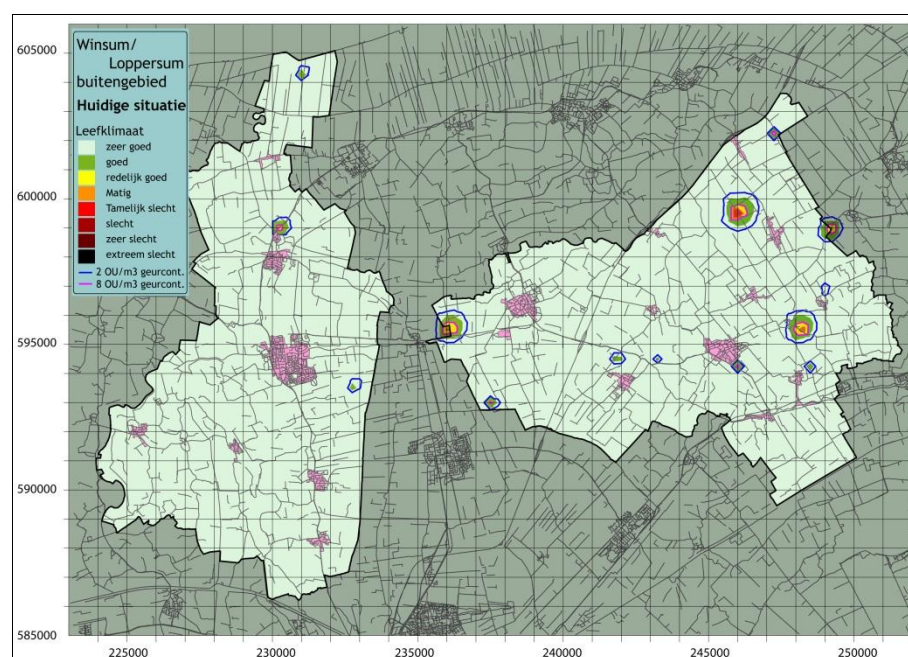 Winsum/
Loppersum
buitengebied
Huidige situatie
Leefklimaat
zeer goed
goed
redelijk goed
Matig
Tamelijk slecht
slecht
zeer slecht
extreem slecht
2 OU/m3 geurcont.
8 OU/m3 geurcont.
605000
600000
595000
590000
585000
225000 230000 235000 240000 245000 250000